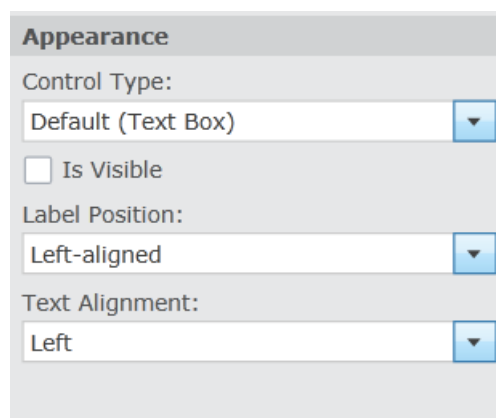 Appearance
Control Type:
Default (Text Box)
Is Visible
Label Position:
Left-aligned
Text Alignment:
Left